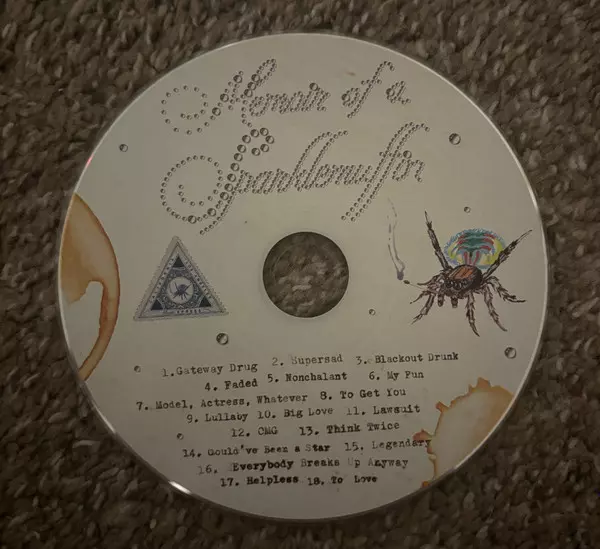 Memoir of a
Sparklemuffin
1. Gateway Drug 2. Supersad 3. Blackout Drunk
4. Faded 5. Nonchalant 6. My Fun
7. Model, Actress, Whatever 8. To Get You
9. Lullaby 10. Big Love 11. Lawsuit
12. CMG 13. Think Twice
14. Could've Been a Star 15. Legendary
16. Everybody Breaks Up Anyway
17. Helpless 18. To Love